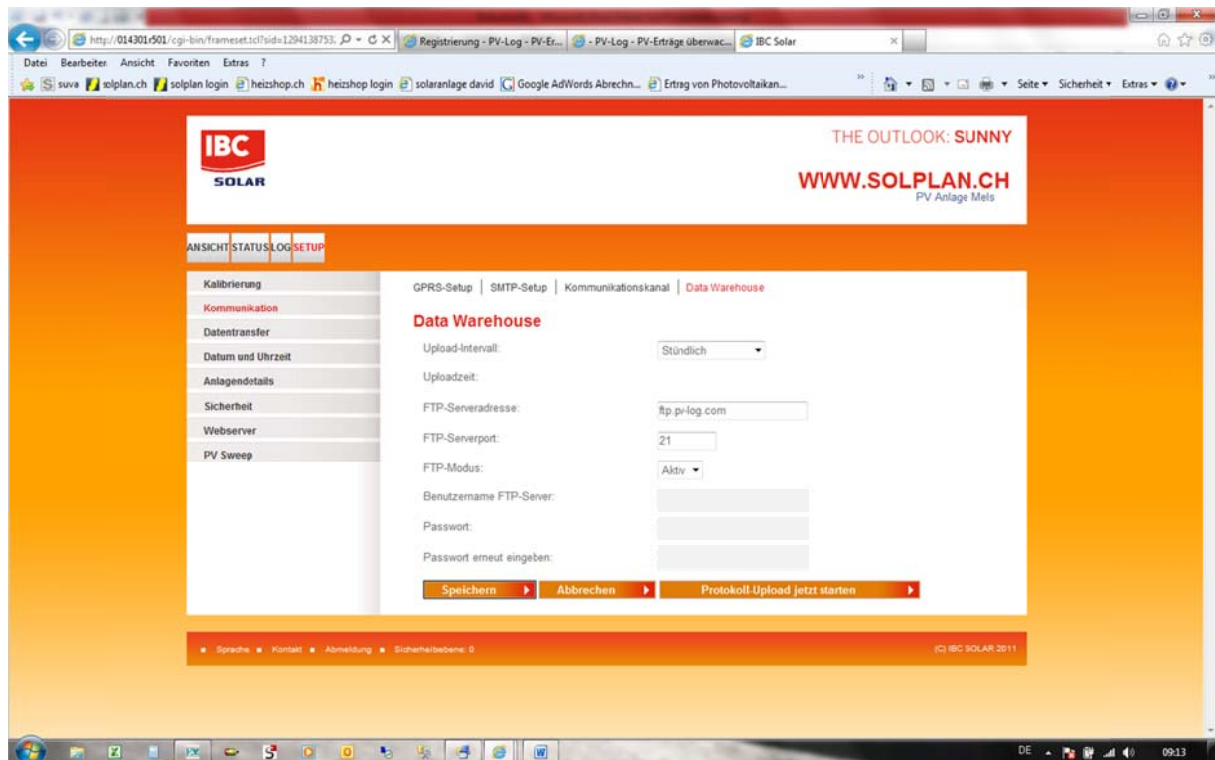 http://014301r501/cgi-bin/frameset.tcl?sid=1294138753.
Registrierung - PV-Log - PV-Er...
- PV-Log - PV-Erträge überwac...
IBC Solar
Datei Bearbeiten Ansicht Favoriten Extras ?
suva solplan.ch solplan login heizshop.ch heizshop login solaranlage david Google AdWords Abrechn... Ertrag von Photovoltaikan... Seite Sicherheit Extras
IBC
SOLAR
THE OUTLOOK: SUNNY
WWW.SOLPLAN.CH
PV Anlage Mels
ANSICHT STATUS LOG SETUP
Kalibrierung
Kommunikation
Datentransfer
Datum und Uhrzeit
Anlagendetails
Sicherheit
Webserver
PV Sweep
GPRS-Setup | SMTP-Setup | Kommunikationskanal | Data Warehouse
Data Warehouse
Upload-Intervall: Stündlich
Uploadzeit:
FTP-Serveradresse: ftp.pv-log.com
FTP-Serverport: 21
FTP-Modus: Aktiv
Benutzername FTP-Server:
Passwort:
Passwort erneut eingeben:
Speichern Abbrechen Protokoll-Upload jetzt starten
Sprache Kontakt Abmeldung Sicherheitsebene: 0 (C) IBC SOLAR 2011
DE 09:13